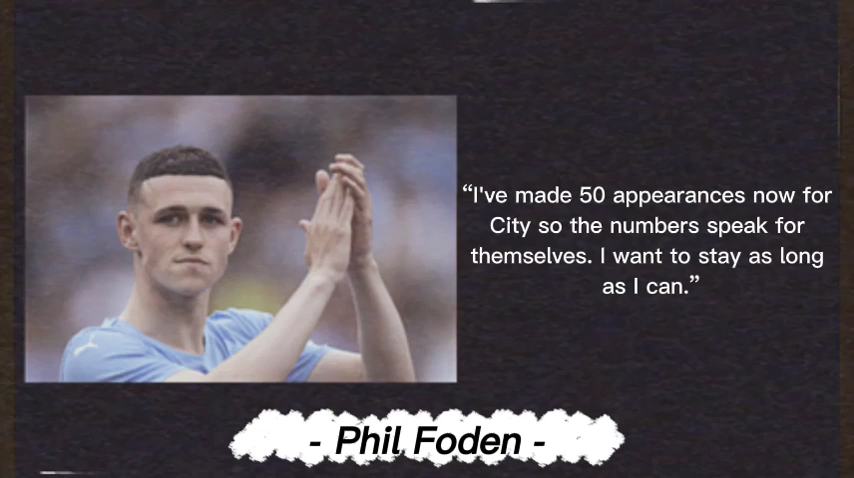 “I've made 50 appearances now for
City so the numbers speak for
themselves. I want to stay as long
as I can.”
- Phil Foden -